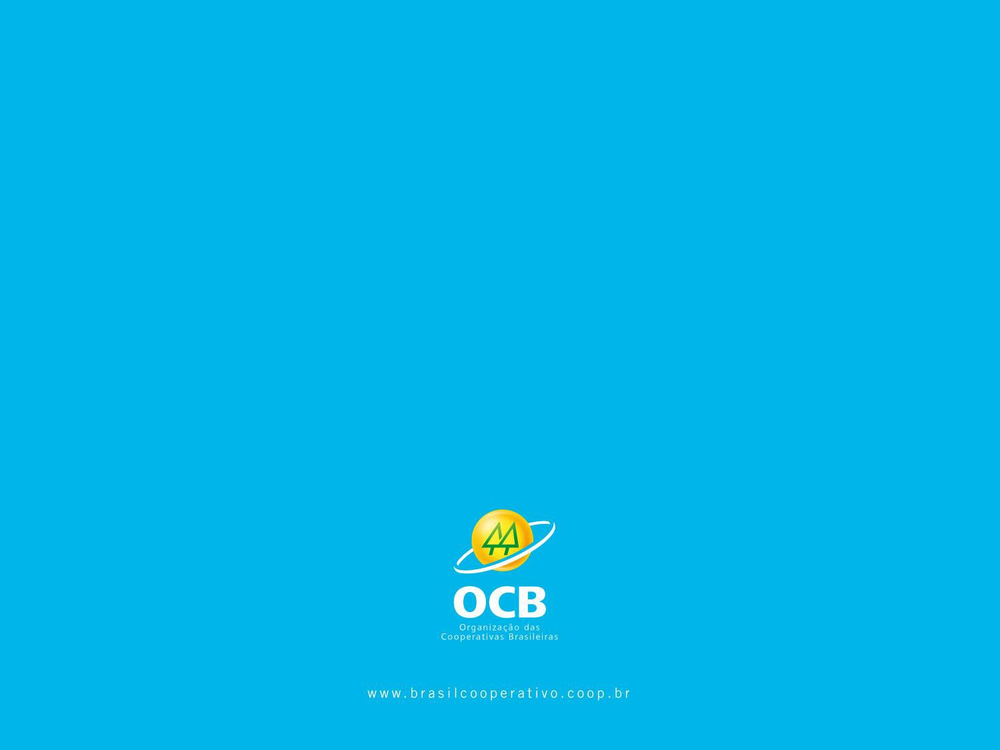 OCB
Organização das
Cooperativas Brasileiras
www.brasilcooperativo.coop.br